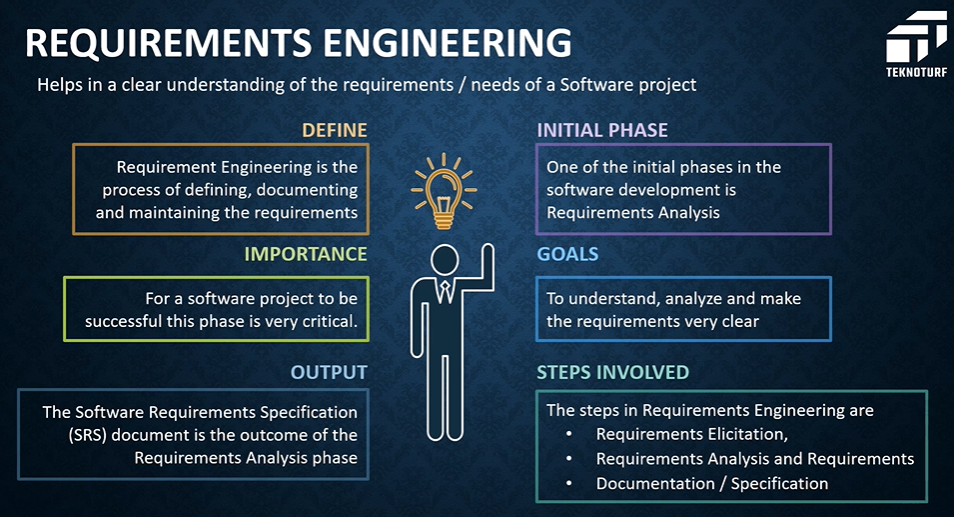 REQUIREMENTS ENGINEERING
TEKNOTURF
Helps in a clear understanding of the requirements / needs of a Software project
DEFINE
Requirement Engineering is the
process of defining, documenting
and maintaining the requirements
INITIAL PHASE
One of the initial phases in the
software development is
Requirements Analysis
IMPORTANCE
For a software project to be
successful this phase is very critical.
GOALS
To understand, analyze and make
the requirements very clear
OUTPUT
The Software Requirements Specification
(SRS) document is the outcome of the
Requirements Analysis phase
STEPS INVOLVED
The steps in Requirements Engineering are
• Requirements Elicitation,
• Requirements Analysis and Requirements
• Documentation / Specification